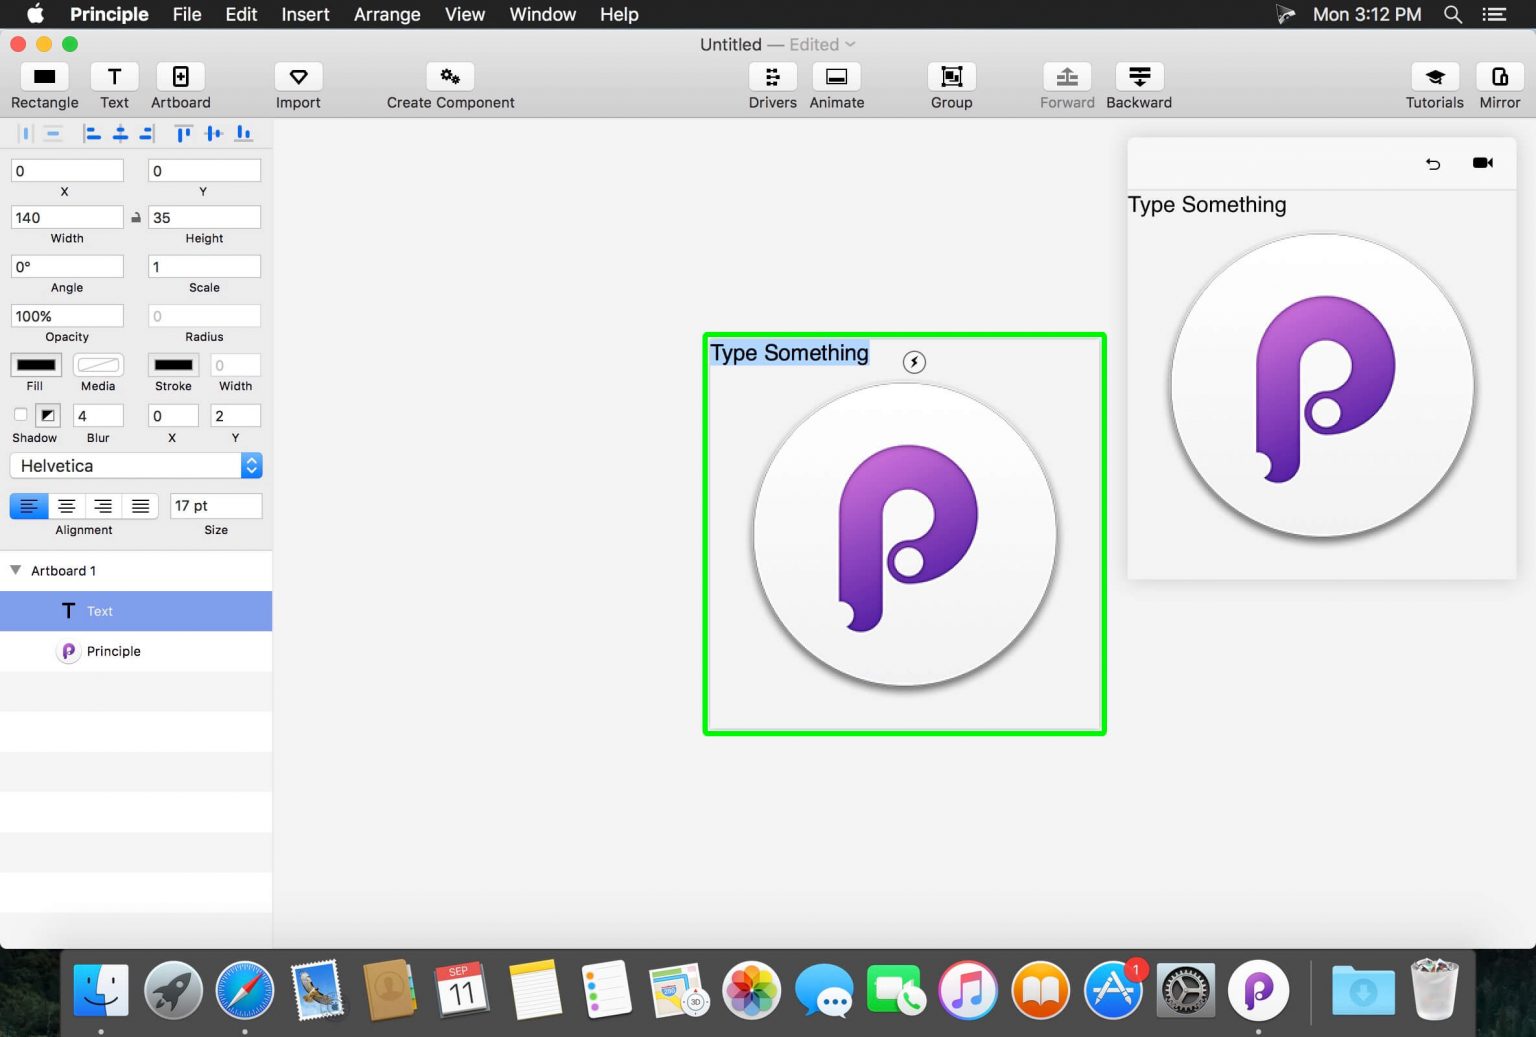 Principle File Edit Insert Arrange View Window Help Mon 3:12 PM
Untitled — Edited
Rectangle Text Artboard Import Create Component Drivers Animate Group Forward Backward Tutorials Mirror
0 0
X Y
140 35
Width Height
0° 1
Angle Scale
100% 0
Opacity Radius
0
Fill Media Stroke Width
4 0 2
Shadow Blur X Y
Helvetica
17 pt
Alignment Size
Artboard 1
T Text
Principle
Type Something
Type Something
SEP
11
3D
1